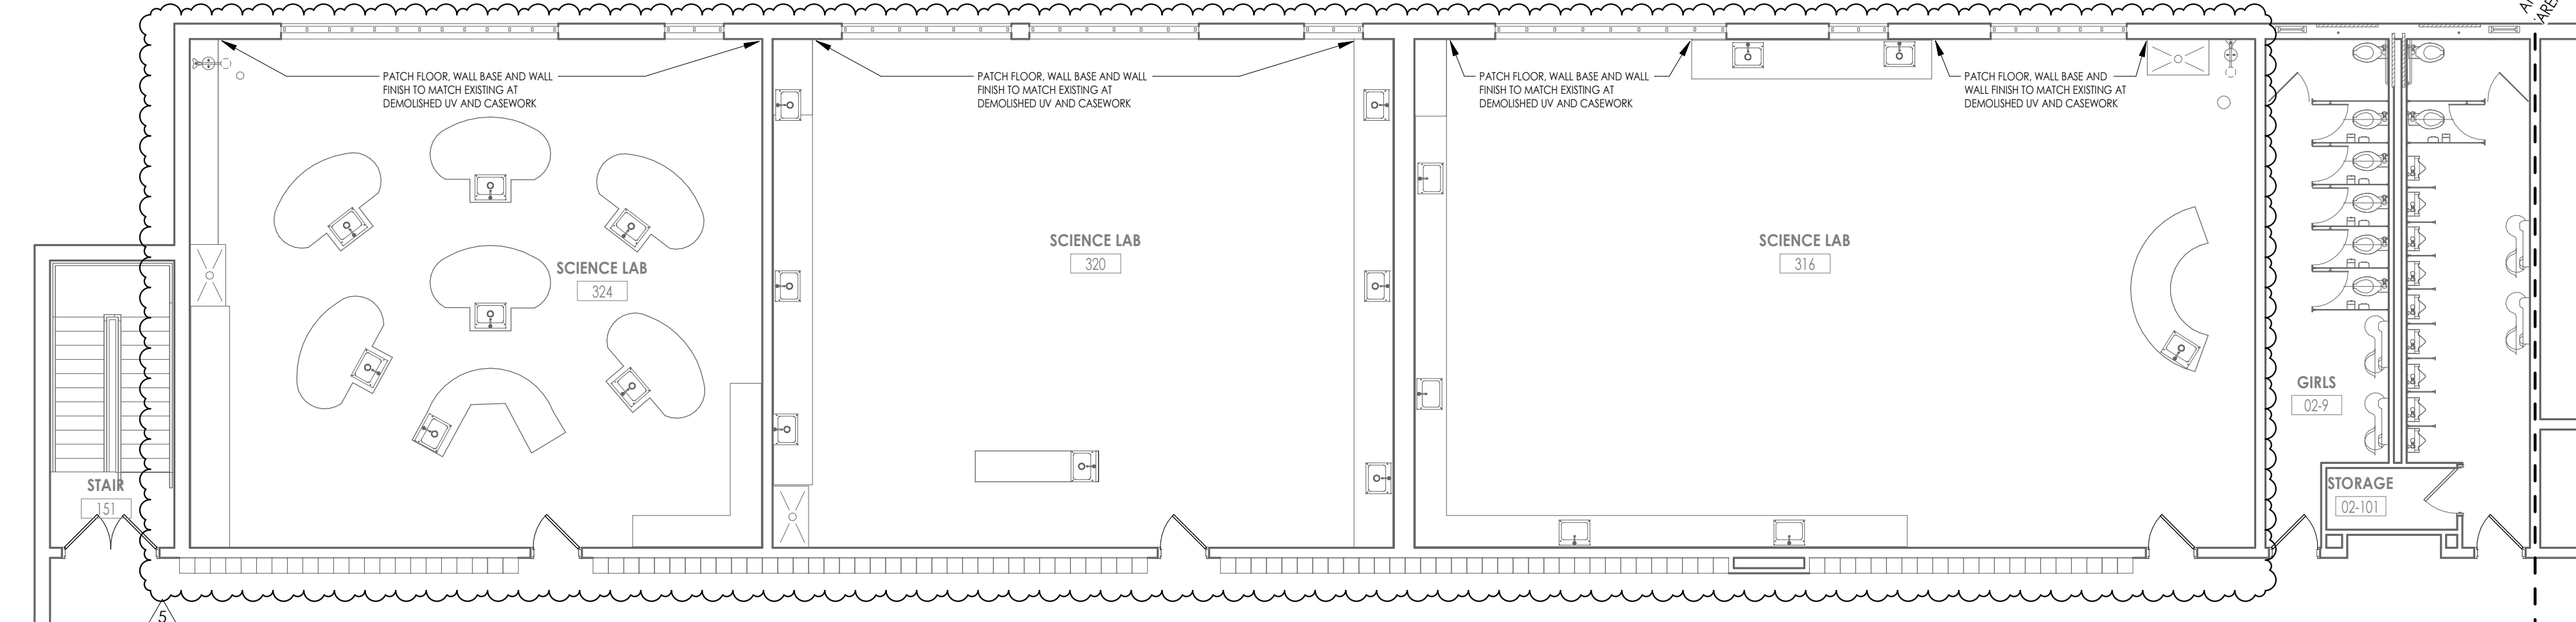 PATCH FLOOR, WALL BASE AND WALL
FINISH TO MATCH EXISTING AT
DEMOLISHED UV AND CASEWORK
PATCH FLOOR, WALL BASE AND WALL
FINISH TO MATCH EXISTING AT
DEMOLISHED UV AND CASEWORK
PATCH FLOOR, WALL BASE AND WALL
FINISH TO MATCH EXISTING AT
DEMOLISHED UV AND CASEWORK
PATCH FLOOR, WALL BASE AND
WALL FINISH TO MATCH EXISTING AT
DEMOLISHED UV AND CASEWORK
SCIENCE LAB
324
SCIENCE LAB
320
SCIENCE LAB
316
GIRLS
02-9
STAIR
151
STORAGE
02-101
5